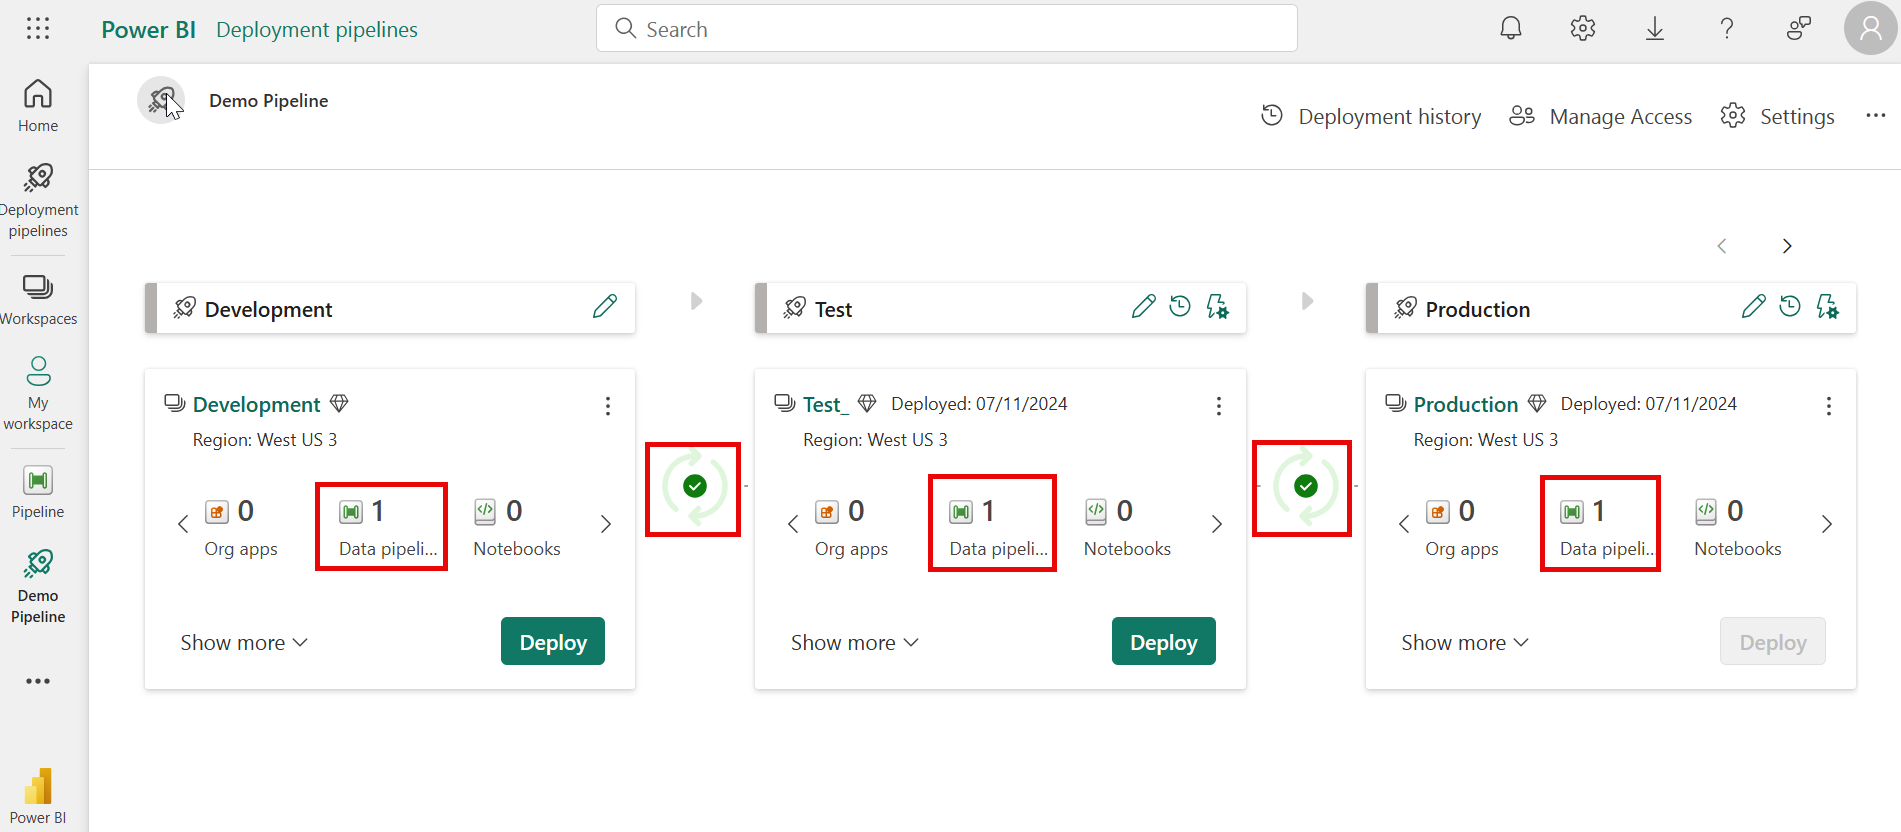 Power BI Deployment pipelines
Search
Home
Deployment
pipelines
Workspaces
My
workspace
Pipeline
Demo
Pipeline
Power BI
Demo Pipeline
Deployment history
Manage Access
Settings
Development
Test
Production
Development
Region: West US 3
0
Org apps
1
Data pipeli...
0
Notebooks
Show more
Deploy
Test_ Deployed: 07/11/2024
Region: West US 3
0
Org apps
1
Data pipeli...
0
Notebooks
Show more
Deploy
Production Deployed: 07/11/2024
Region: West US 3
0
Org apps
1
Data pipeli...
0
Notebooks
Show more
Deploy